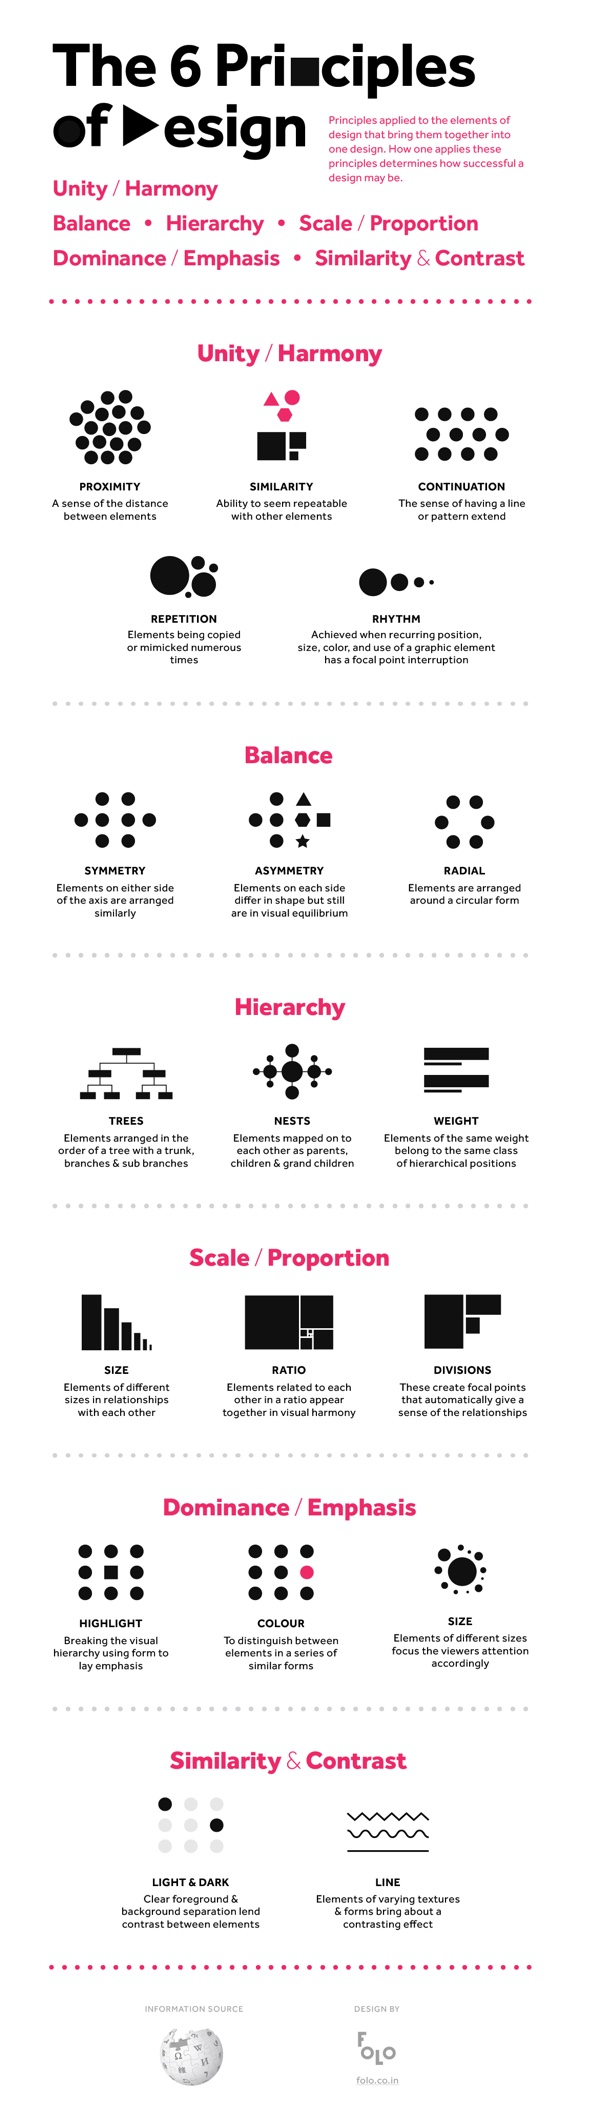 The 6 Principles
of Design
Principles applied to the elements of
design that bring them together into
one design. How one applies these
principles determines how successful a
design may be.
Unity / Harmony
Balance • Hierarchy • Scale / Proportion
Dominance / Emphasis • Similarity & Contrast
Unity / Harmony
PROXIMITY
A sense of the distance
between elements
SIMILARITY
Ability to seem repeatable
with other elements
CONTINUATION
The sense of having a line
or pattern extend
REPETITION
Elements being copied
or mimicked numerous
times
RHYTHM
Achieved when recurring position,
size, color, and use of a graphic element
has a focal point interruption
Balance
SYMMETRY
Elements on either side
of the axis are arranged
similarly
ASYMMETRY
Elements on each side
differ in shape but still
are in visual equilibrium
RADIAL
Elements are arranged
around a circular form
Hierarchy
TREES
Elements arranged in the
order of a tree with a trunk,
branches & sub branches
NESTS
Elements mapped on to
each other as parents,
children & grand children
WEIGHT
Elements of the same weight
belong to the same class
of hierarchical positions
Scale / Proportion
SIZE
Elements of different
sizes in relationships
with each other
RATIO
Elements related to each
other in a ratio appear
together in visual harmony
DIVISIONS
These create focal points
that automatically give a
sense of the relationships
Dominance / Emphasis
HIGHLIGHT
Breaking the visual
hierarchy using form to
lay emphasis
COLOUR
To distinguish between
elements in a series of
similar forms
SIZE
Elements of different sizes
focus the viewers attention
accordingly
Similarity & Contrast
LIGHT & DARK
Clear foreground &
background separation lend
contrast between elements
LINE
Elements of varying textures
& forms bring about a
contrasting effect
INFORMATION SOURCE
DESIGN BY
FOLO
folo.co.in